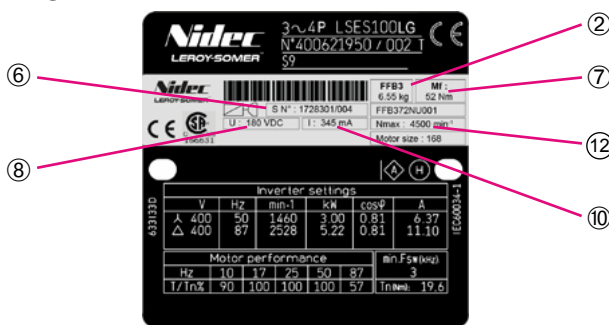 Nidec
LEROY-SOMER
3~4P LSES100LG
N°400621950 / 002 T
S9
CE
Nidec
LEROY-SOMER
S N° : 1728301/004
U : 180 VDC
I : 345 mA
FFB3
6.55 kg
Mf :
52 Nm
FFB372NU001
Nmax : 4500 min-1
Motor size : 168
CE
166631
A
H
633133D
IEC60034-1
Inverter settings
V Hz min-1 kW cosφ A
⅄ 400 50 1460 3.00 0.81 6.37
△ 400 87 2528 5.22 0.81 11.10
Motor performance
Hz 10 17 25 50 87
T/Tn% 90 100 100 100 57
min.Fsw(kHz)
3
Tn(Nm): 19.6
②
⑥
⑦
⑧
⑫
⑩